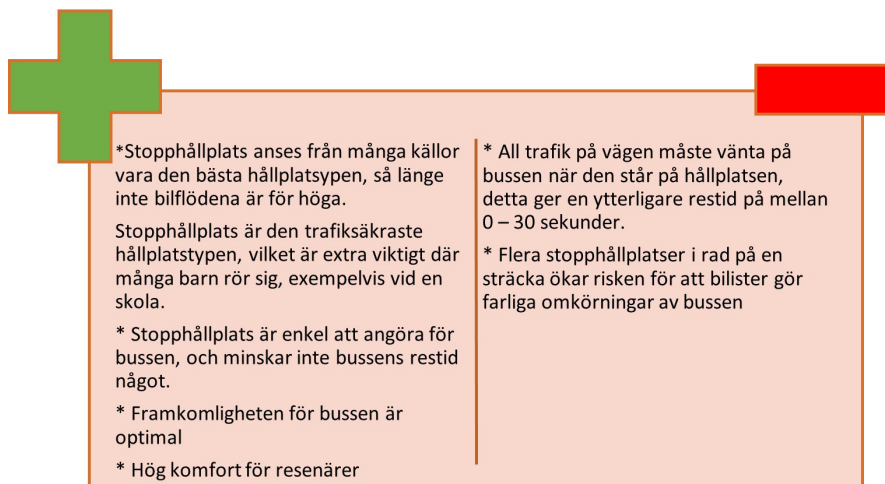 *Stopphållplats anses från många källor
vara den bästa hållplatsypen, så länge
inte bilflödena är för höga.
Stopphållplats är den trafiksäkraste
hållplatstypen, vilket är extra viktigt där
många barn rör sig, exempelvis vid en
skola.
* Stopphållplats är enkel att angöra för
bussen, och minskar inte bussens restid
något.
* Framkomligheten för bussen är
optimal
* Hög komfort för resenärer
* All trafik på vägen måste vänta på
bussen när den står på hållplatsen,
detta ger en ytterligare restid på mellan
0 – 30 sekunder.
* Flera stopphållplatser i rad på en
sträcka ökar risken för att bilister gör
farliga omkörningar av bussen